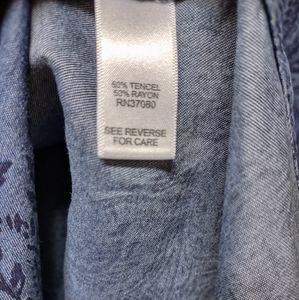 50% TENCEL
50% RAYON
RN37080
SEE REVERSE
FOR CARE